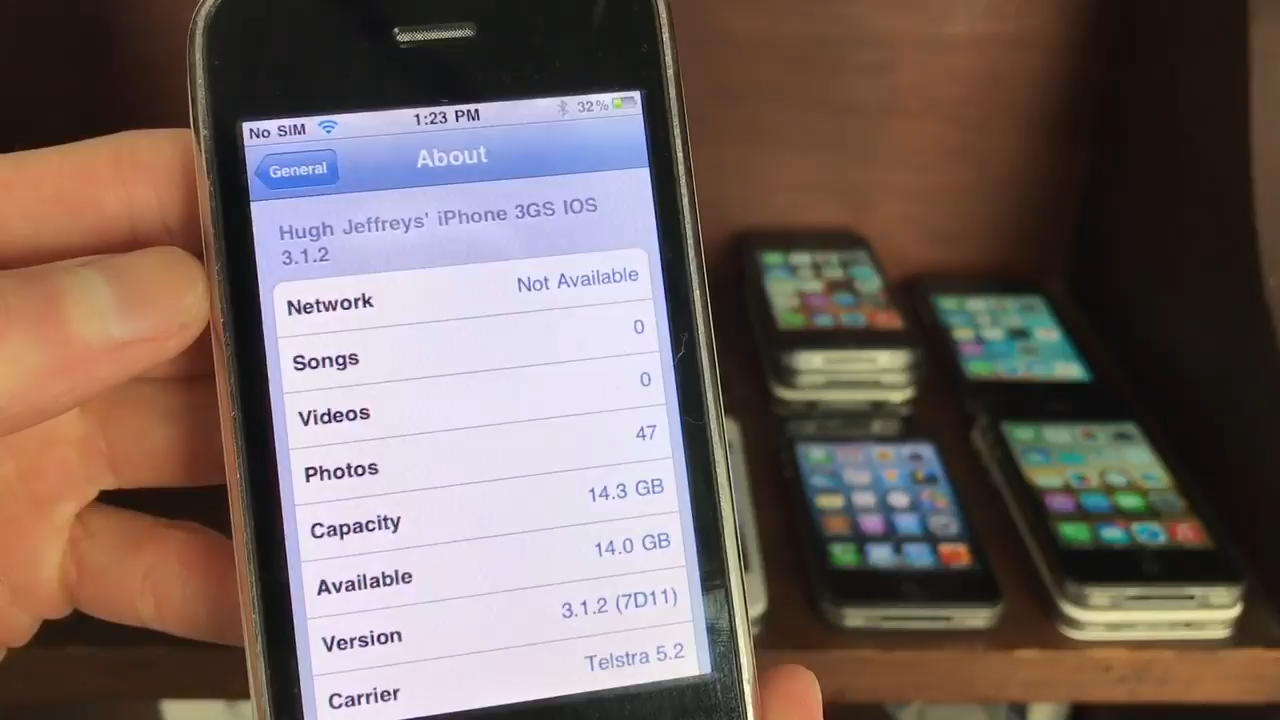 No SIM 1:23 PM 32%
General About
Hugh Jeffreys' iPhone 3GS IOS
3.1.2
Network Not Available
Songs 0
Videos 0
Photos 47
Capacity 14.3 GB
Available 14.0 GB
Version 3.1.2 (7D11)
Carrier Telstra 5.2